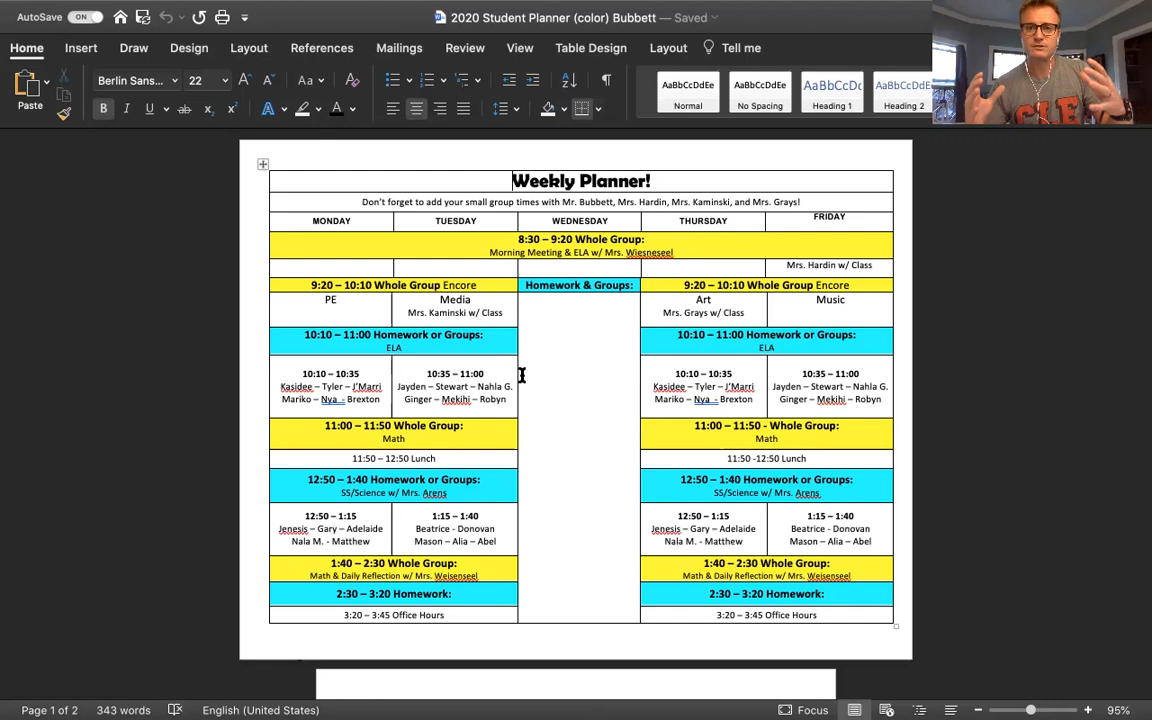 AutoSave ON 2020 Student Planner (color) Bubbett — Saved
Home Insert Draw Design Layout References Mailings Review View Table Design Layout Tell me
Paste Berlin Sans... 22 A A Aa A
B I U ab x₂ x² A A
AaBbCcDdEe AaBbCcDdEe AaBbCcDc AaBbCcDdEe
Normal No Spacing Heading 1 Heading 2
CLE
Weekly Planner!
Don't forget to add your small group times with Mr. Bubbett, Mrs. Hardin, Mrs. Kaminski, and Mrs. Grays!
MONDAY TUESDAY WEDNESDAY THURSDAY FRIDAY
8:30 – 9:20 Whole Group:
Morning Meeting & ELA w/ Mrs. Wiesneseel
Mrs. Hardin w/ Class
9:20 – 10:10 Whole Group Encore Homework & Groups: 9:20 – 10:10 Whole Group Encore
PE Media Art Music
Mrs. Kaminski w/ Class Mrs. Grays w/ Class
10:10 – 11:00 Homework or Groups: 10:10 – 11:00 Homework or Groups:
ELA ELA
10:10 – 10:35 10:35 – 11:00 10:10 – 10:35 10:35 – 11:00
Kasidee – Tyler – J'Marri Jayden – Stewart – Nahla G. Kasidee – Tyler – J'Marri Jayden – Stewart – Nahla G.
Mariko – Nya - Brexton Ginger – Mekihi – Robyn Mariko – Nya - Brexton Ginger – Mekihi – Robyn
11:00 – 11:50 Whole Group: 11:00 – 11:50 - Whole Group:
Math Math
11:50 – 12:50 Lunch 11:50 -12:50 Lunch
12:50 – 1:40 Homework or Groups: 12:50 – 1:40 Homework or Groups:
SS/Science w/ Mrs. Arens SS/Science w/ Mrs. Arens
12:50 – 1:15 1:15 – 1:40 12:50 – 1:15 1:15 – 1:40
Jenesis – Gary – Adelaide Beatrice - Donovan Jenesis – Gary – Adelaide Beatrice - Donovan
Nala M. - Matthew Mason – Alia – Abel Nala M. - Matthew Mason – Alia – Abel
1:40 – 2:30 Whole Group: 1:40 – 2:30 Whole Group:
Math & Daily Reflection w/ Mrs. Weisenseel Math & Daily Reflection w/ Mrs. Weisenseel
2:30 – 3:20 Homework: 2:30 – 3:20 Homework:
3:20 – 3:45 Office Hours 3:20 – 3:45 Office Hours
Page 1 of 2 343 words English (United States) Focus 95%